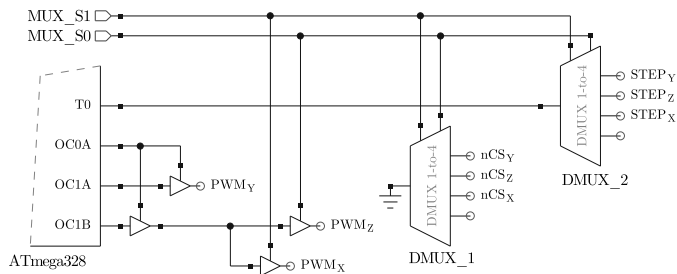 MUX_S1
MUX_S0
T0
OC0A
OC1A
OC1B
ATmega328
PWM_Y
PWM_Z
PWM_X
DMUX 1-to-4
nCS_Y
nCS_Z
nCS_X
DMUX_1
DMUX 1-to-4
STEP_Y
STEP_Z
STEP_X
DMUX_2